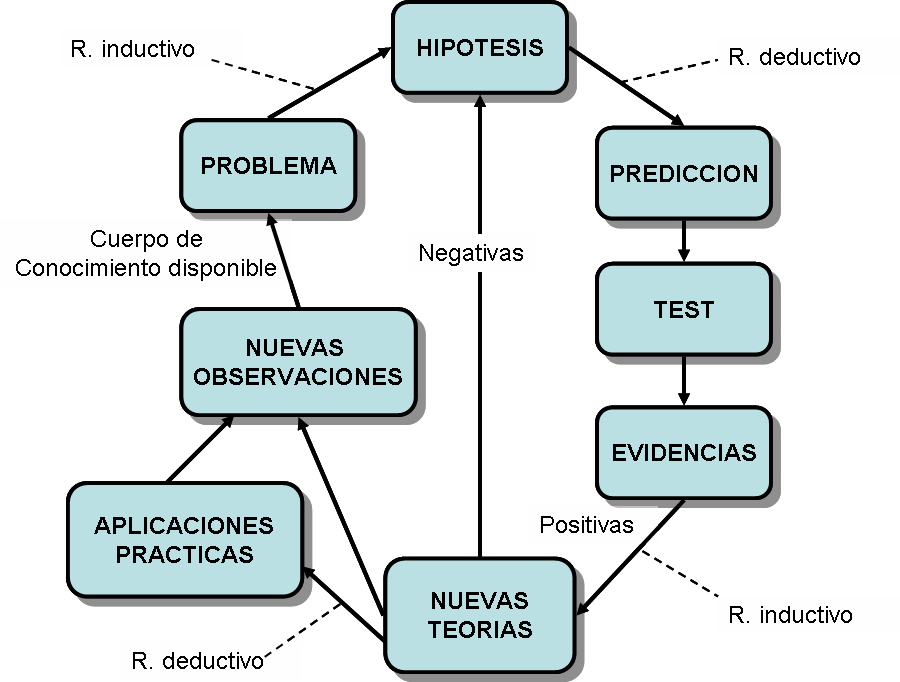 HIPOTESIS
R. inductivo
R. deductivo
PROBLEMA
PREDICCION
Cuerpo de
Conocimiento disponible
Negativas
TEST
NUEVAS
OBSERVACIONES
EVIDENCIAS
APLICACIONES
PRACTICAS
Positivas
NUEVAS
TEORIAS
R. inductivo
R. deductivo